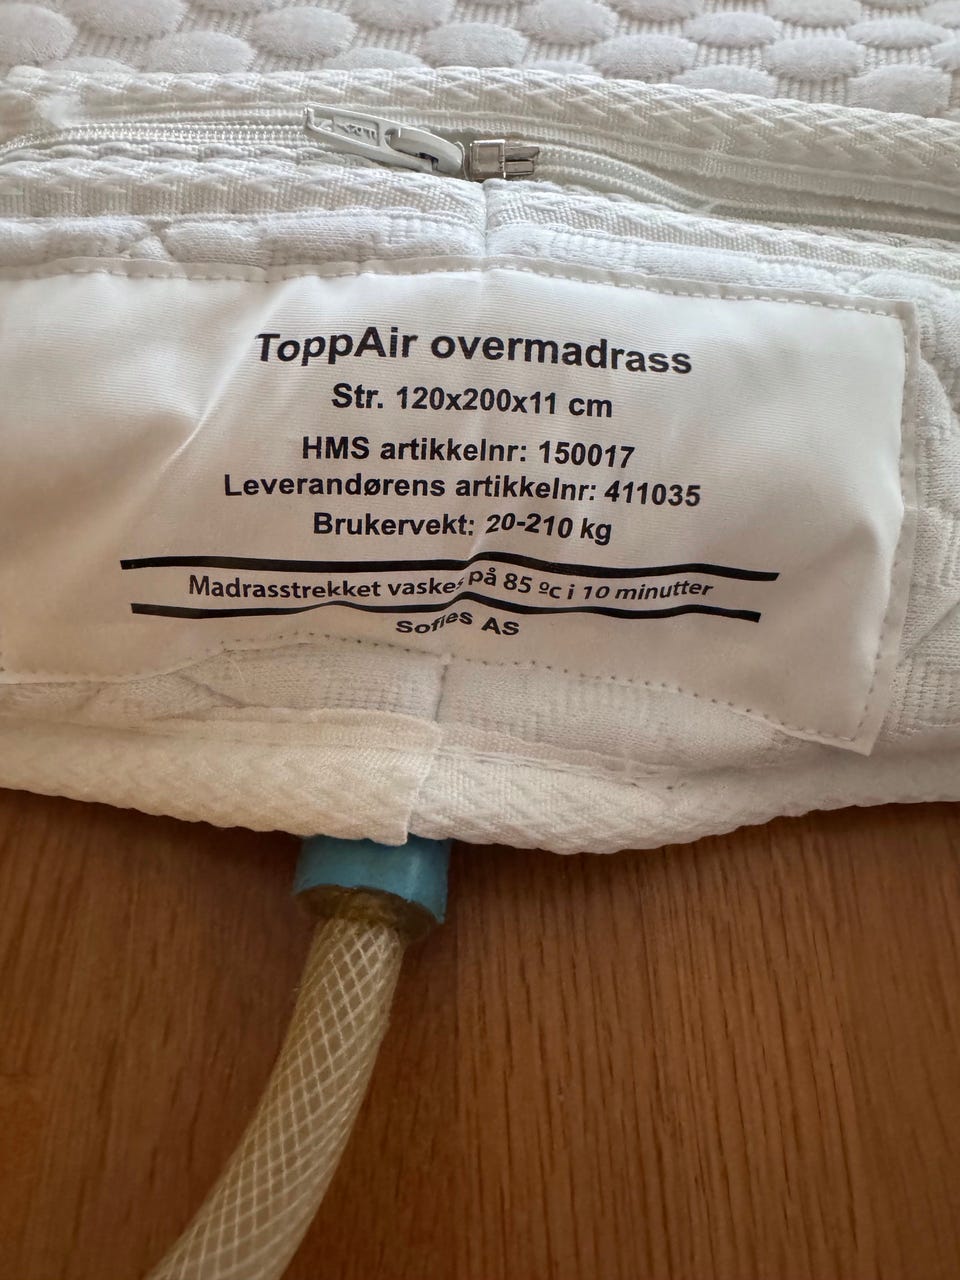 ToppAir overmadrass
Str. 120x200x11 cm
HMS artikkelnr: 150017
Leverandørens artikkelnr: 411035
Brukervekt: 20-210 kg
Madrasstrekket vaskes på 85 ºc i 10 minutter
Sofies AS